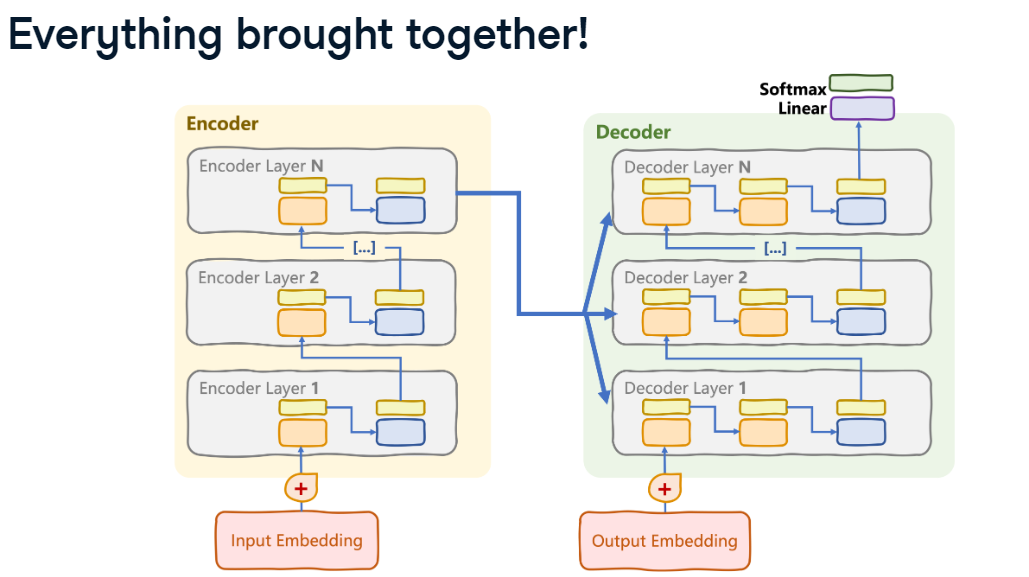 Everything brought together!
Softmax
Linear
Encoder
Encoder Layer N
[...]
Encoder Layer 2
Encoder Layer 1
+
Input Embedding
Decoder
Decoder Layer N
[...]
Decoder Layer 2
Decoder Layer 1
+
Output Embedding